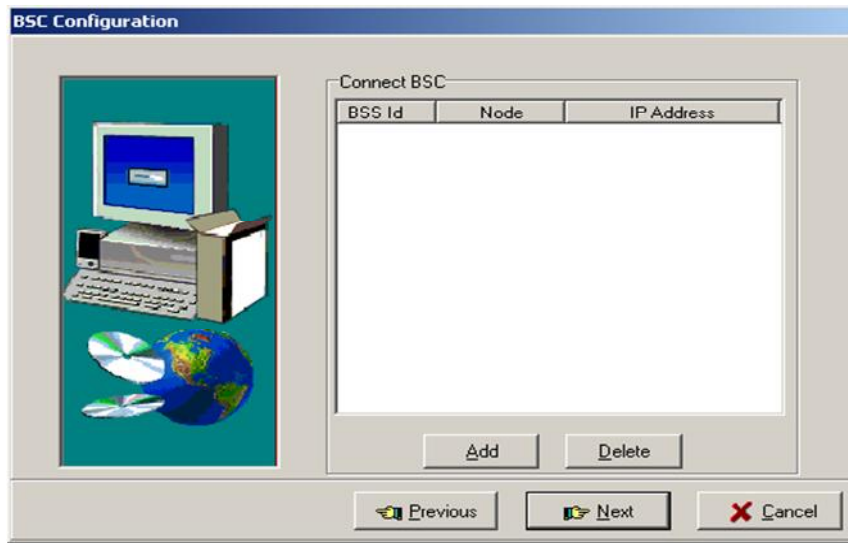 BSC Configuration
Connect BSC
BSS Id Node IP Address
Add Delete
Previous Next Cancel